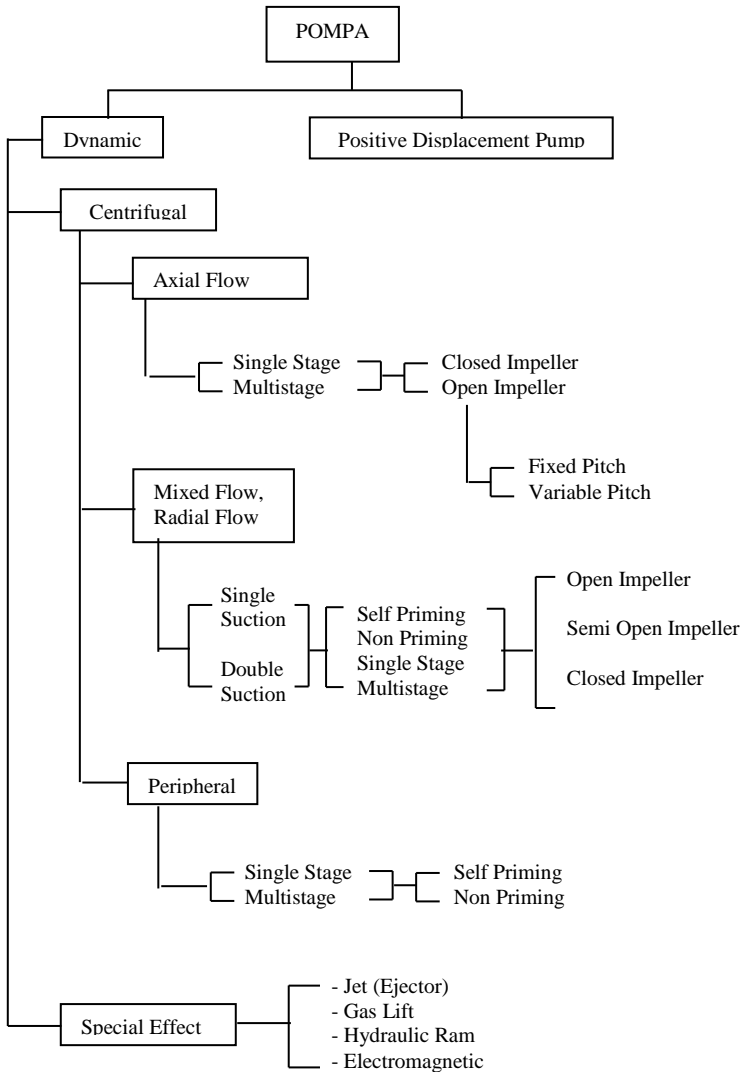 POMPA
Dynamic
Positive Displacement Pump
Centrifugal
Axial Flow
Single Stage
Multistage
Closed Impeller
Open Impeller
Fixed Pitch
Variable Pitch
Mixed Flow,
Radial Flow
Single
Suction
Double
Suction
Self Priming
Non Priming
Single Stage
Multistage
Open Impeller
Semi Open Impeller
Closed Impeller
Peripheral
Single Stage
Multistage
Self Priming
Non Priming
Special Effect
- Jet (Ejector)
- Gas Lift
- Hydraulic Ram
- Electromagnetic